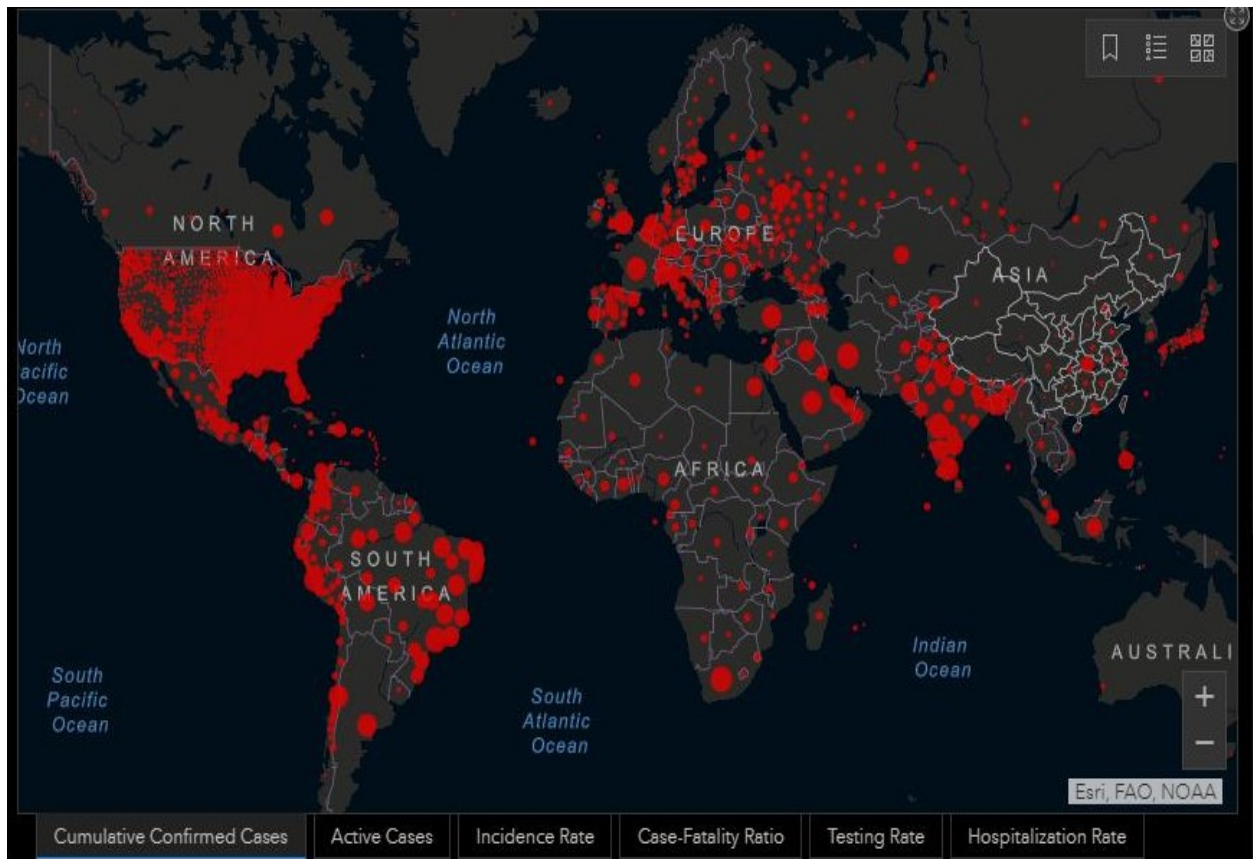 NORTH
AMERICA
EUROPE
ASIA
North
Atlantic
Ocean
North
acific
Ocean
AFRICA
SOUTH
AMERICA
Indian
Ocean
AUSTRALI
South
Pacific
Ocean
South
Atlantic
Ocean
+
−
Esri, FAO, NOAA
Cumulative Confirmed Cases
Active Cases
Incidence Rate
Case-Fatality Ratio
Testing Rate
Hospitalization Rate